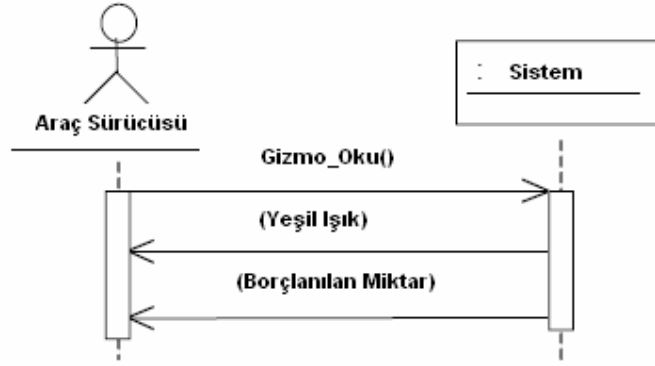 : Sistem
Araç Sürücüsü
Gizmo_Oku()
(Yeşil Işık)
(Borçlanılan Miktar)